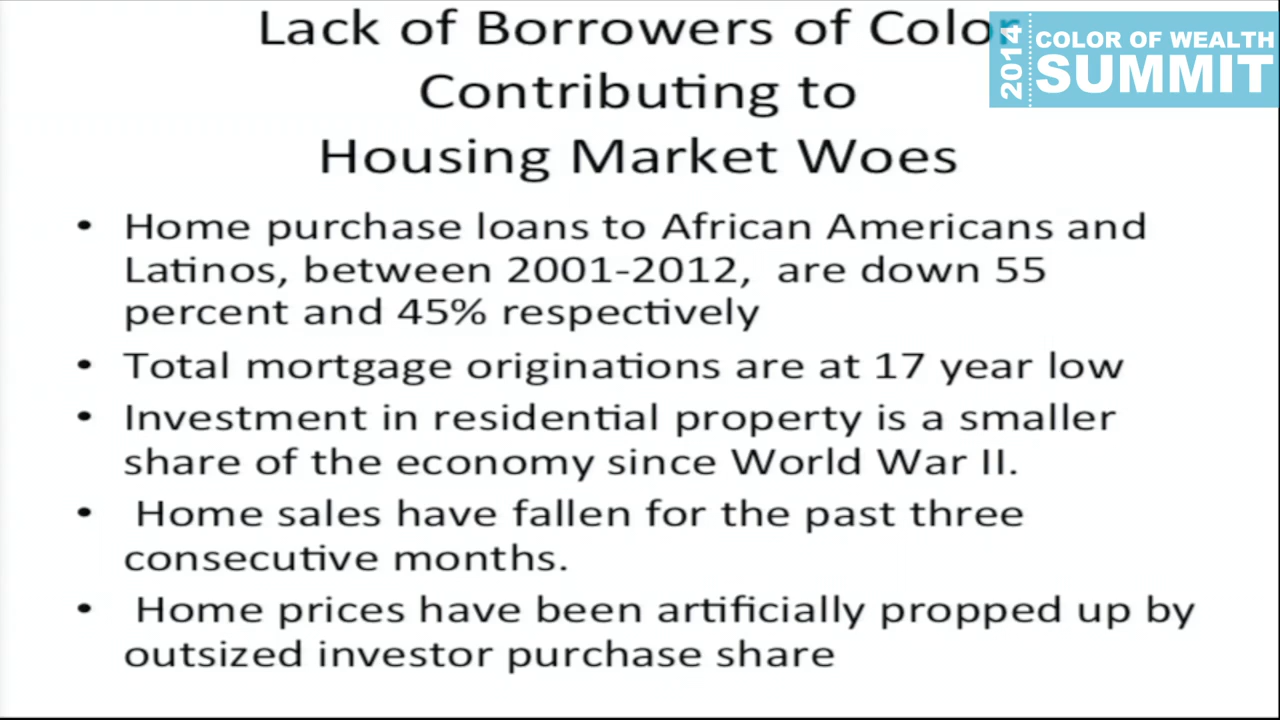 Lack of Borrowers of Color
Contributing to
Housing Market Woes
2014
COLOR OF WEALTH
SUMMIT
• Home purchase loans to African Americans and
Latinos, between 2001-2012, are down 55
percent and 45% respectively
• Total mortgage originations are at 17 year low
• Investment in residential property is a smaller
share of the economy since World War II.
• Home sales have fallen for the past three
consecutive months.
• Home prices have been artificially propped up by
outsized investor purchase share